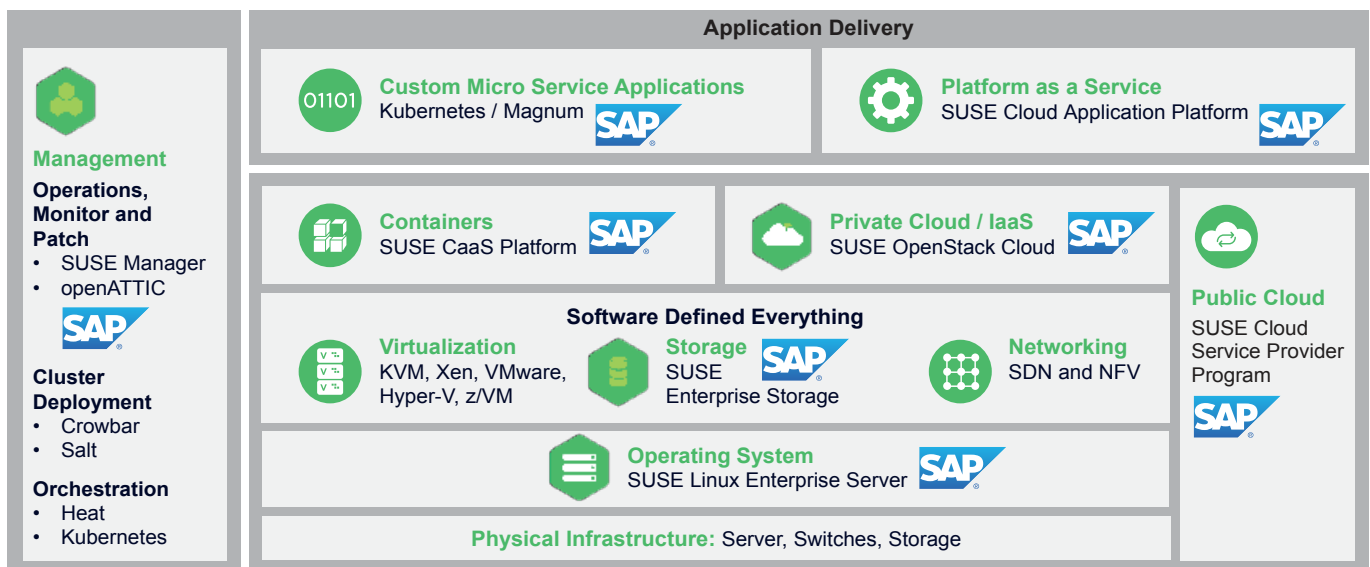 Management
Operations,
Monitor and
Patch
• SUSE Manager
• openATTIC
SAP
®
Cluster
Deployment
• Crowbar
• Salt
Orchestration
• Heat
• Kubernetes
Application Delivery
01101
Custom Micro Service Applications
Kubernetes / Magnum
SAP
®
Platform as a Service
SUSE Cloud Application Platform
SAP
®
Containers
SUSE CaaS Platform
SAP
®
Private Cloud / IaaS
SUSE OpenStack Cloud
SAP
®
Software Defined Everything
Virtualization
KVM, Xen, VMware,
Hyper-V, z/VM
Storage
SUSE
Enterprise Storage
SAP
®
Networking
SDN and NFV
Operating System
SUSE Linux Enterprise Server
SAP
®
Physical Infrastructure: Server, Switches, Storage
Public Cloud
SUSE Cloud
Service Provider
Program
SAP
®